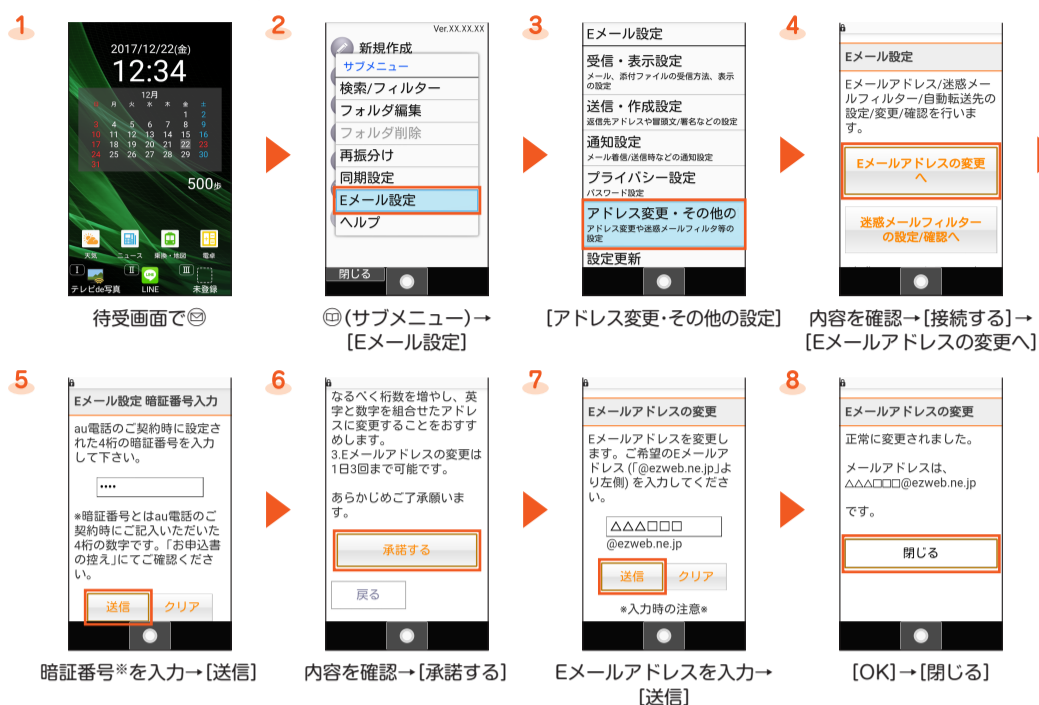 1
2017/12/22(金)
12:34
12月
日 月 火 水 木 金 土
1 2
3 4 5 6 7 8 9
10 11 12 13 14 15 16
17 18 19 20 21 22 23
24 25 26 27 28 29 30
31
500歩
天気 ニュース 乗換・地図 電卓
I II III
テレビde写真 LINE 未登録
待受画面で
2
Ver.XX.XX.XX
新規作成
サブメニュー
検索/フィルター
フォルダ編集
フォルダ削除
再振分け
同期設定
Eメール設定
ヘルプ
閉じる
(サブメニュー)→
[Eメール設定]
3
Eメール設定
受信・表示設定
メール、添付ファイルの受信方法、表示
の設定
送信・作成設定
返信先アドレスや冒頭文/署名などの設定
通知設定
メール着信/送信時などの通知設定
プライバシー設定
パスワード設定
アドレス変更・その他の
アドレス変更や迷惑メールフィルタ等の
設定
設定更新
[アドレス変更・その他の設定]
4
Eメール設定
Eメールアドレス/迷惑メー
ルフィルター/自動転送先の
設定/変更/確認を行いま
す。
Eメールアドレスの変更
へ
迷惑メールフィルター
の設定/確認へ
内容を確認→[接続する]→
[Eメールアドレスの変更へ]
5
Eメール設定 暗証番号入力
au電話のご契約時に設定さ
れた4桁の暗証番号を入力
して下さい。
••••
*暗証番号とはau電話のご
契約時にご記入いただいた
4桁の数字です。「お申込書
の控え」にてご確認くださ
い。
送信 クリア
暗証番号※を入力→[送信]
6
なるべく桁数を増やし、英
字と数字を組合せたアドレ
スに変更することをおすす
めします。
3.Eメールアドレスの変更は
1日3回まで可能です。
あらかじめご了承願いま
す。
承諾する
戻る
内容を確認→[承諾する]
7
Eメールアドレスの変更
Eメールアドレスを変更し
ます。ご希望のEメールア
ドレス (「@ezweb.ne.jp」よ
り左側) を入力してくださ
い。
△△△□□□
@ezweb.ne.jp
送信 クリア
*入力時の注意*
Eメールアドレスを入力→
[送信]
8
Eメールアドレスの変更
正常に変更されました。
メールアドレスは、
△△△□□□@ezweb.ne.jp
です。
閉じる
[OK]→[閉じる]